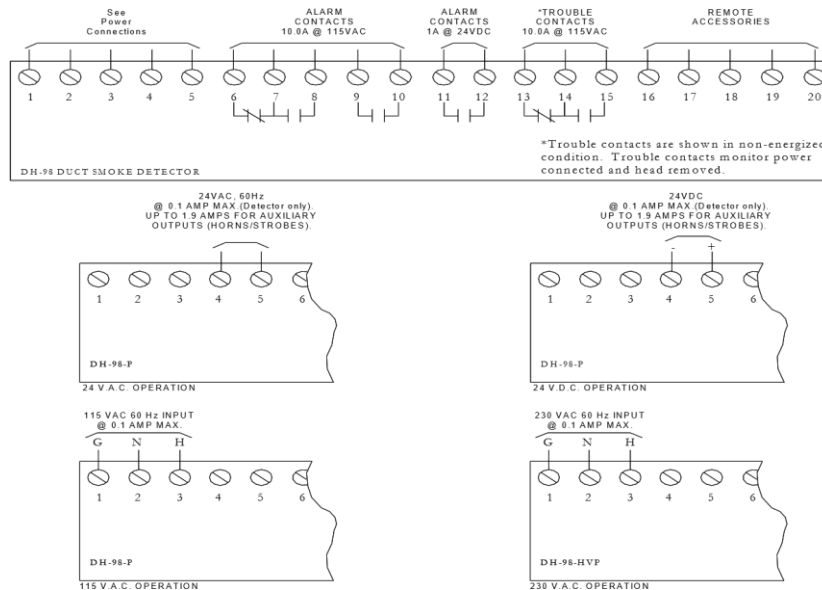 See
Power
Connections
ALARM
CONTACTS
10.0A @ 115VAC
ALARM
CONTACTS
1A @ 24VDC
*TROUBLE
CONTACTS
10.0A @ 115VAC
REMOTE
ACCESSORIES
1 2 3 4 5 6 7 8 9 10 11 12 13 14 15 16 17 18 19 20
*Trouble contacts are shown in non-energized
condition. Trouble contacts monitor power
connected and head removed.
DH-98 DUCT SMOKE DETECTOR
24VAC, 60Hz
@ 0.1 AMP MAX.(Detector only).
UP TO 1.9 AMPS FOR AUXILIARY
OUTPUTS (HORNS/STROBES).
1 2 3 4 5 6
DH-98-P
24 V.A.C. OPERATION
24VDC
@ 0.1 AMP MAX.(Detector only).
UP TO 1.9 AMPS FOR AUXILIARY
OUTPUTS (HORNS/STROBES).
- +
1 2 3 4 5 6
DH-98-P
24 V.D.C. OPERATION
115 VAC 60 Hz INPUT
@ 0.1 AMP MAX.
G N H
1 2 3 4 5 6
DH-98-P
115 V.A.C. OPERATION
230 VAC 60 Hz INPUT
@ 0.1 AMP MAX.
G N H
1 2 3 4 5 6
DH-98-HVP
230 V.A.C. OPERATION